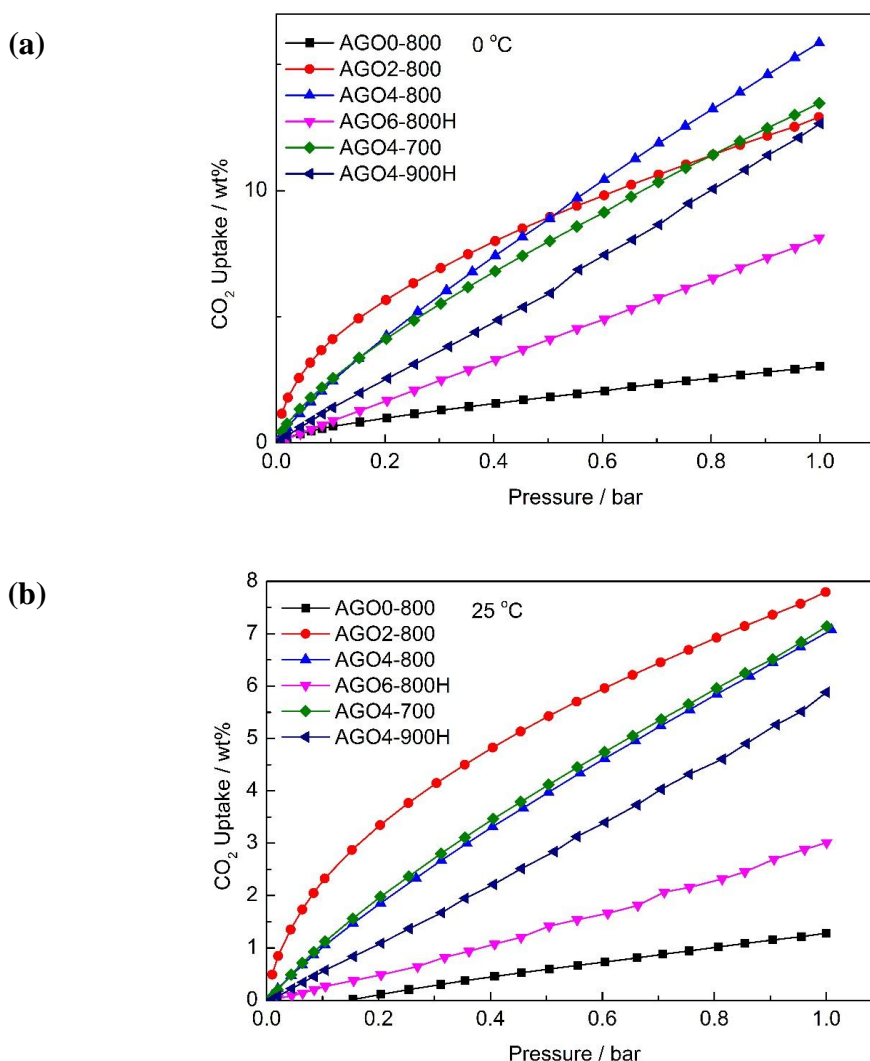 (a)
AGO0-800
0 °C
AGO2-800
AGO4-800
AGO6-800H
AGO4-700
AGO4-900H
10
0
CO₂ Uptake / wt%
0.0 0.2 0.4 0.6 0.8 1.0
Pressure / bar
(b)
8
7
6
5
4
3
2
1
0
AGO0-800
25 °C
AGO2-800
AGO4-800
AGO6-800H
AGO4-700
AGO4-900H
CO₂ Uptake / wt%
0.0 0.2 0.4 0.6 0.8 1.0
Pressure / bar